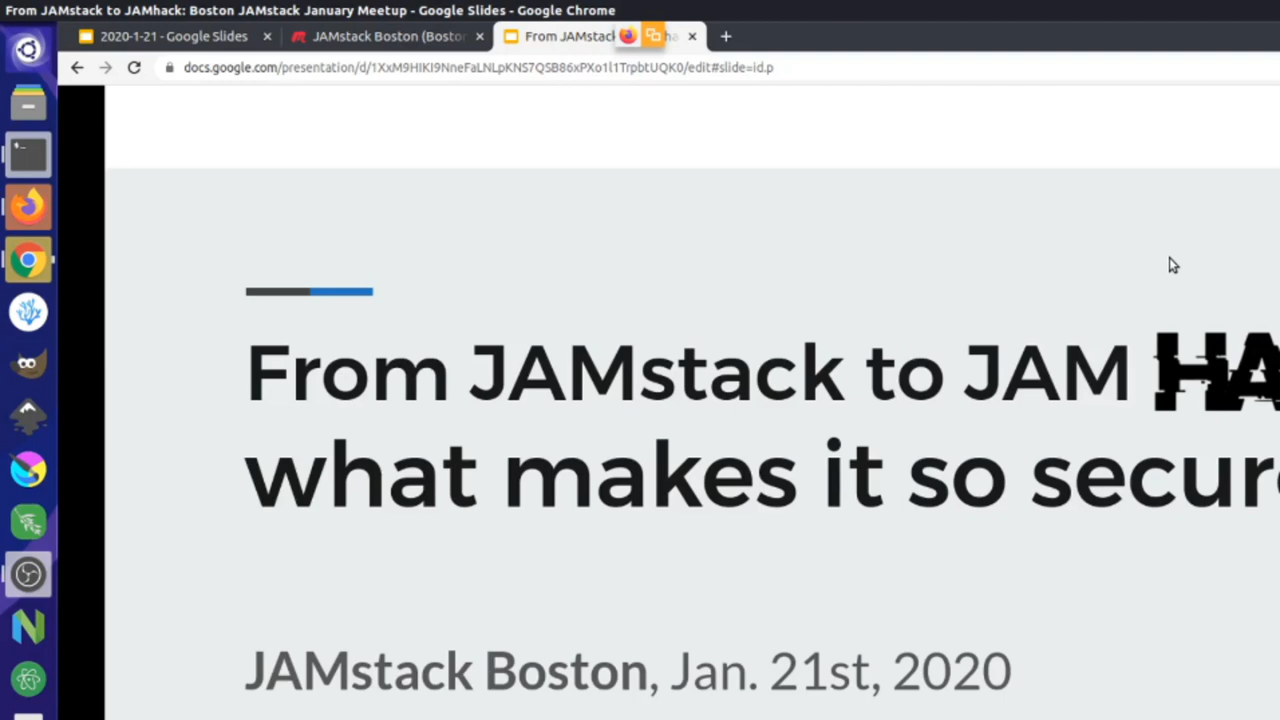 From JAMstack to JAMhack: Boston JAMstack January Meetup - Google Slides - Google Chrome
2020-1-21 - Google Slides
JAMstack Boston (Bosto
From JAMstac
docs.google.com/presentation/d/1XxM9HIKI9NneFaLNLpKNS7QSB86xPXo1l1TrpbtUQK0/edit#slide=id.p
From JAMstack to JAM HA
what makes it so secur
JAMstack Boston, Jan. 21st, 2020